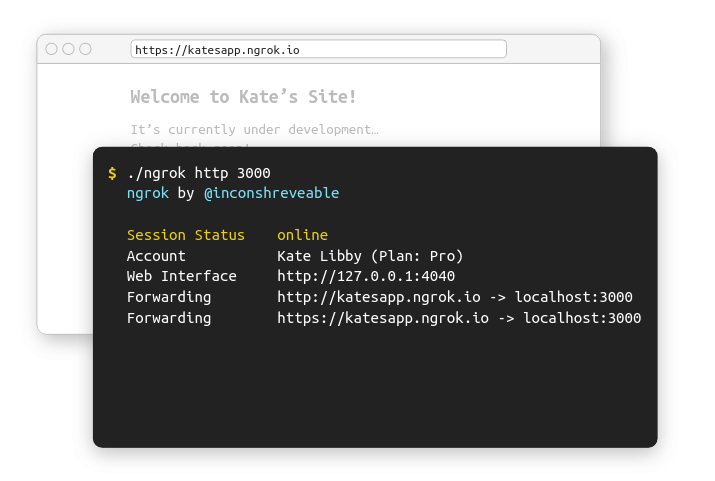 https://katesapp.ngrok.io
Welcome to Kate’s Site!
It’s currently under development…
$ ./ngrok http 3000
ngrok by @inconshreveable
Session Status online
Account Kate Libby (Plan: Pro)
Web Interface http://127.0.0.1:4040
Forwarding http://katesapp.ngrok.io -> localhost:3000
Forwarding https://katesapp.ngrok.io -> localhost:3000